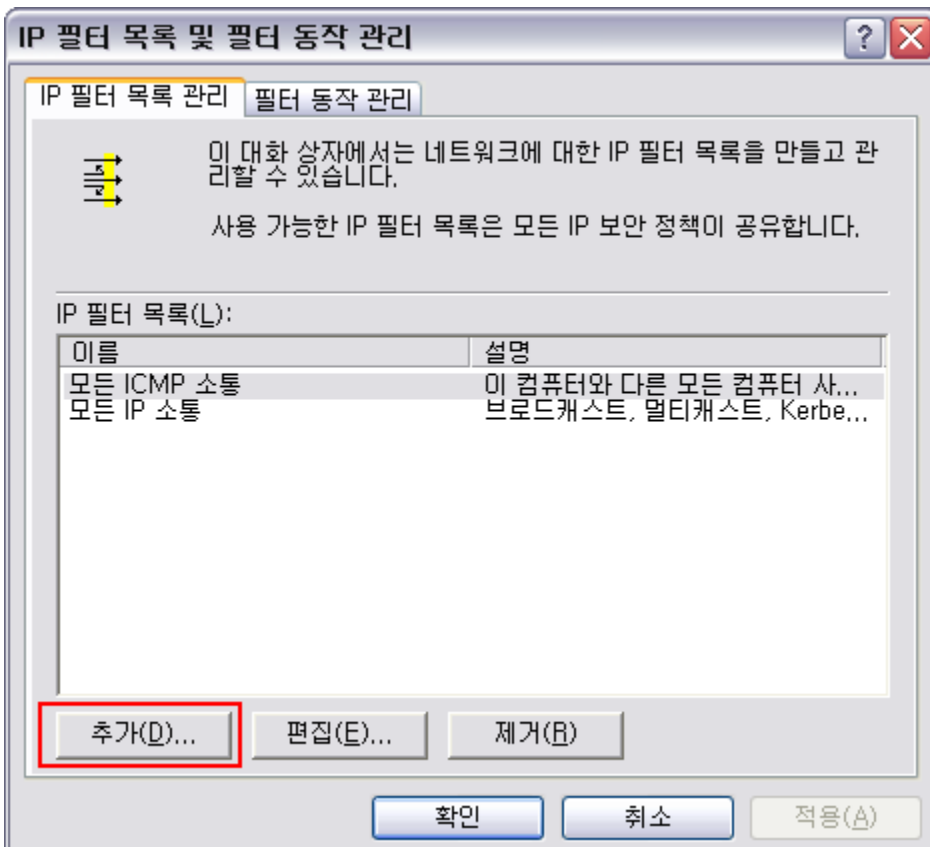 IP 필터 목록 및 필터 동작 관리
IP 필터 목록 관리 필터 동작 관리
이 대화 상자에서는 네트워크에 대한 IP 필터 목록을 만들고 관
리할 수 있습니다.
사용 가능한 IP 필터 목록은 모든 IP 보안 정책이 공유합니다.
IP 필터 목록(L):
이름 설명
모든 ICMP 소통 이 컴퓨터와 다른 모든 컴퓨터 사...
모든 IP 소통 브로드캐스트, 멀티캐스트, Kerbe...
추가(D)... 편집(E)... 제거(R)
확인 취소 적용(A)